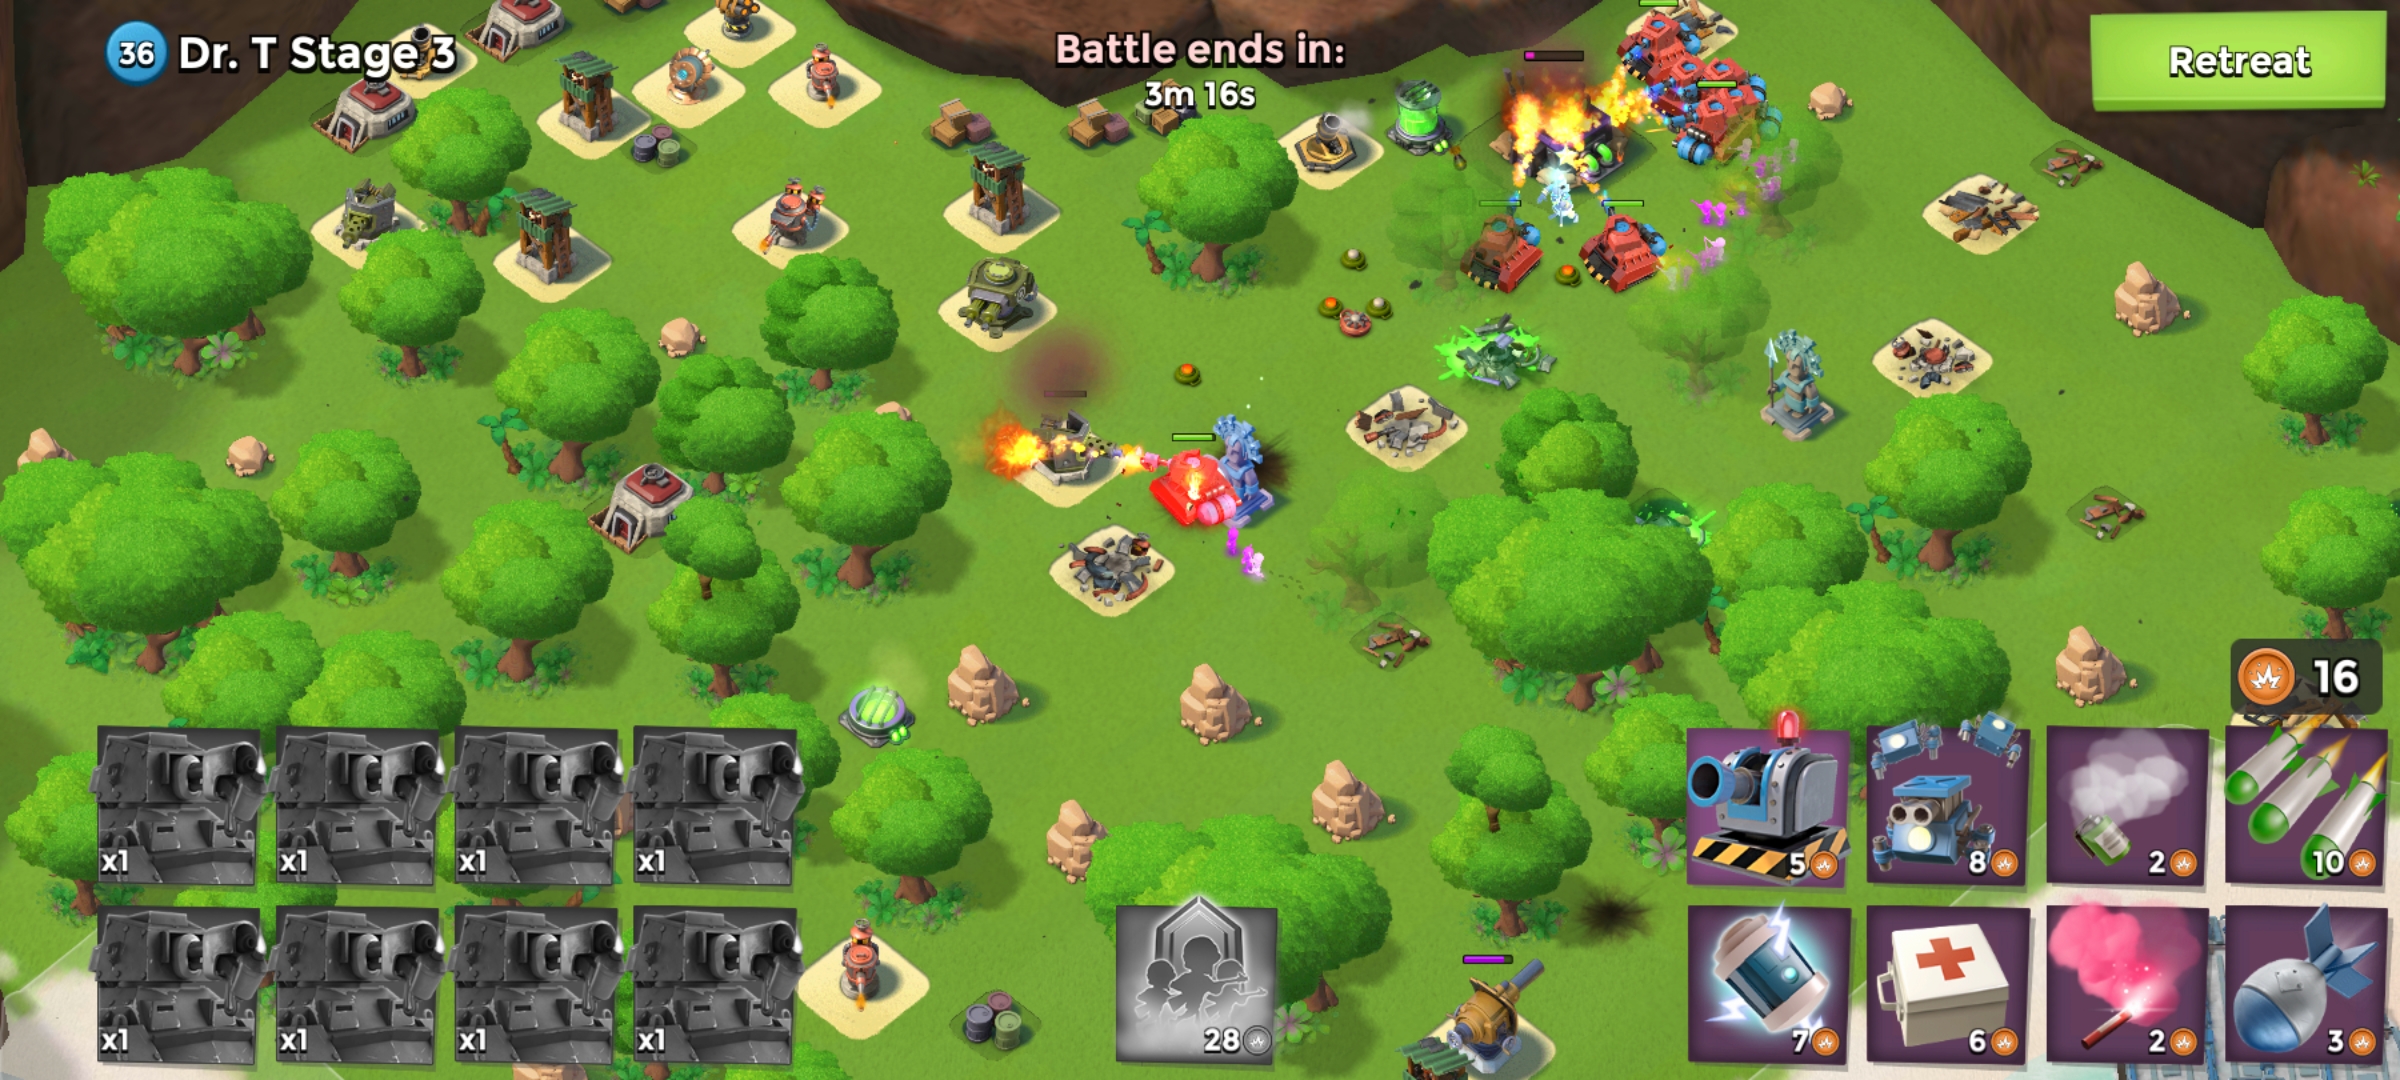 36 Dr. T Stage 3
Battle ends in:
3m 16s
Retreat
16
x1 x1 x1 x1
5 8 2 10
x1 x1 x1 x1
28
7 6 2 3